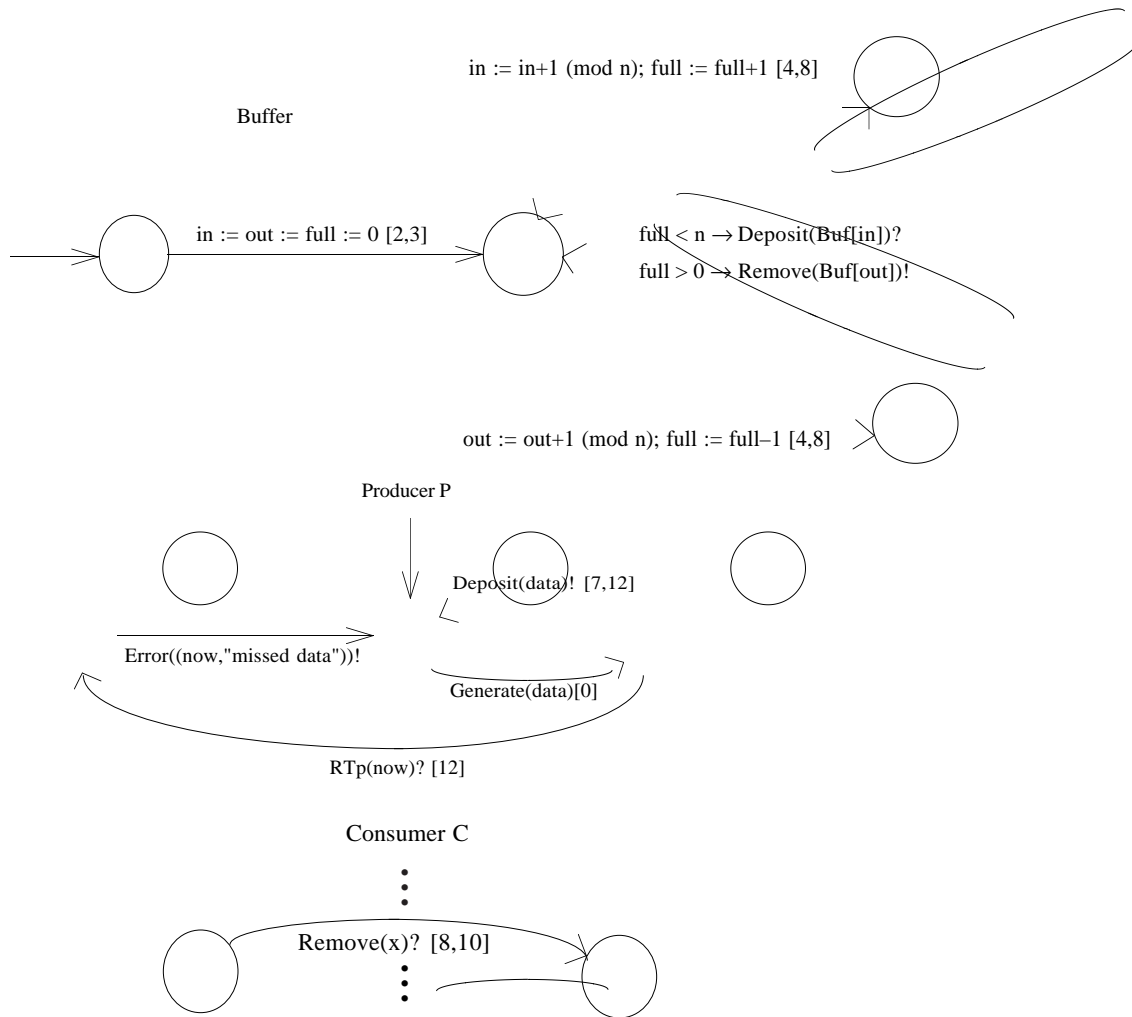 in := in+1 (mod n); full := full+1 [4,8]
Buffer
in := out := full := 0 [2,3]
full < n → Deposit(Buf[in])?
full > 0 → Remove(Buf[out])!
out := out+1 (mod n); full := full–1 [4,8]
Producer P
Deposit(data)! [7,12]
Error((now,"missed data"))!
Generate(data)[0]
RTp(now)? [12]
Consumer C
Remove(x)? [8,10]